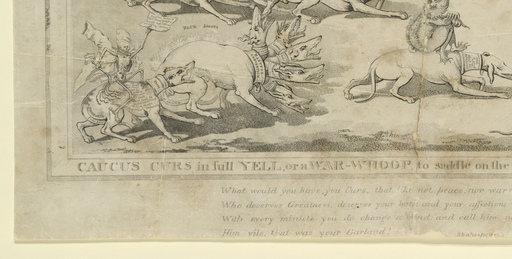 CAUCUS CURS in full YELL, or a WAR-WHOOP to saddle on the
What would you have, you Curs, that like not peace, nor war
Who deserves Greatness, deserves your hate; and your affections
With every minute you do change a mind, and call him
Him vile, that was your Garland.